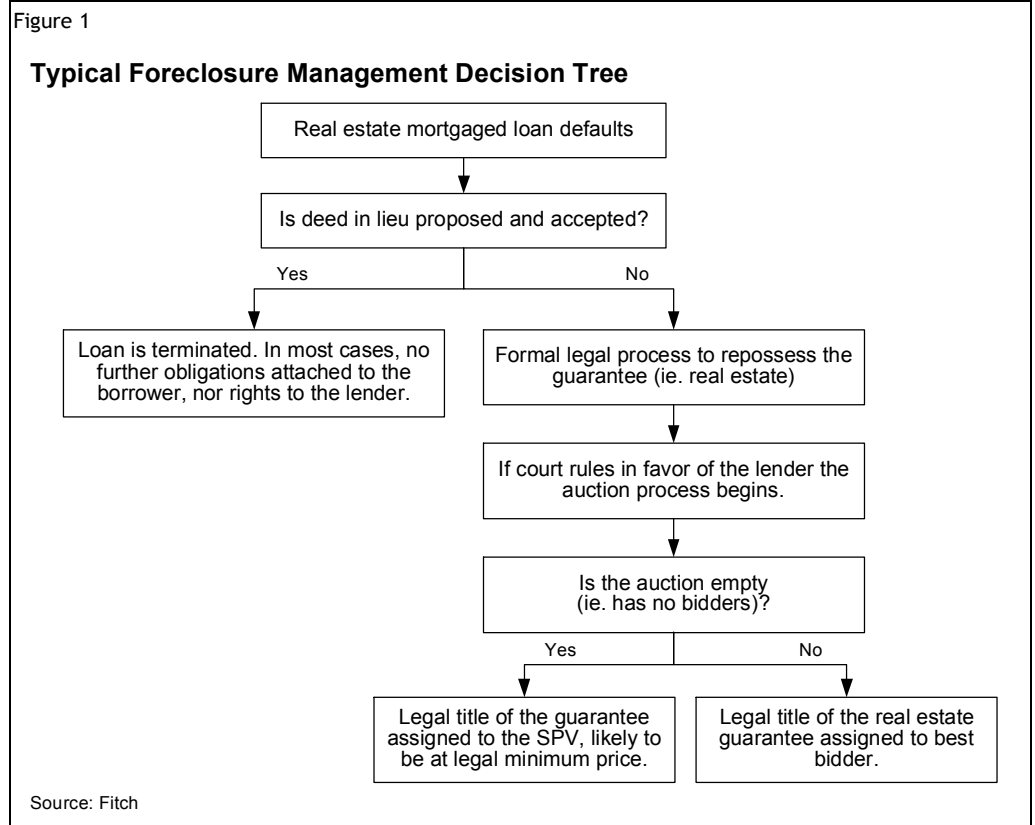 Figure 1
Typical Foreclosure Management Decision Tree
Real estate mortgaged loan defaults
Is deed in lieu proposed and accepted?
Yes
No
Loan is terminated. In most cases, no
further obligations attached to the
borrower, nor rights to the lender.
Formal legal process to repossess the
guarantee (ie. real estate)
If court rules in favor of the lender the
auction process begins.
Is the auction empty
(ie. has no bidders)?
Yes
No
Legal title of the guarantee
assigned to the SPV, likely to
be at legal minimum price.
Legal title of the real estate
guarantee assigned to best
bidder.
Source: Fitch